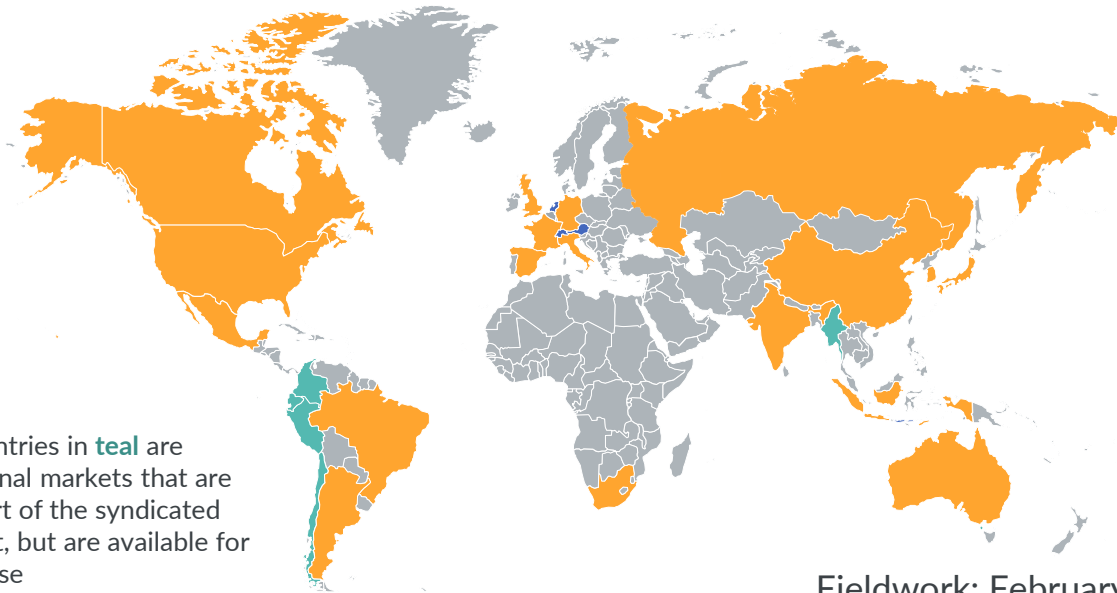 ntries in teal are
nal markets that are
rt of the syndicated
t, but are available for
se
Fieldwork: February